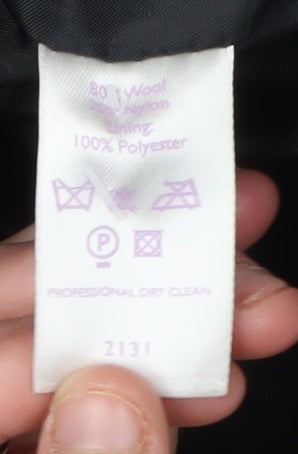 80% Wool
20% Nylon
Lining.
100% Polyester
P
PROFESSIONAL DRY CLEAN
2131